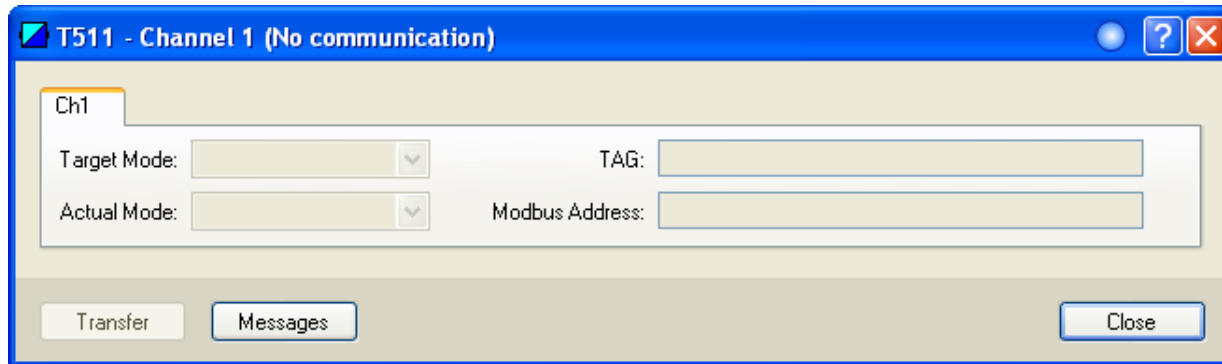 T511 - Channel 1 (No communication)
?
Ch1
Target Mode: TAG:
Actual Mode: Modbus Address:
Transfer Messages Close